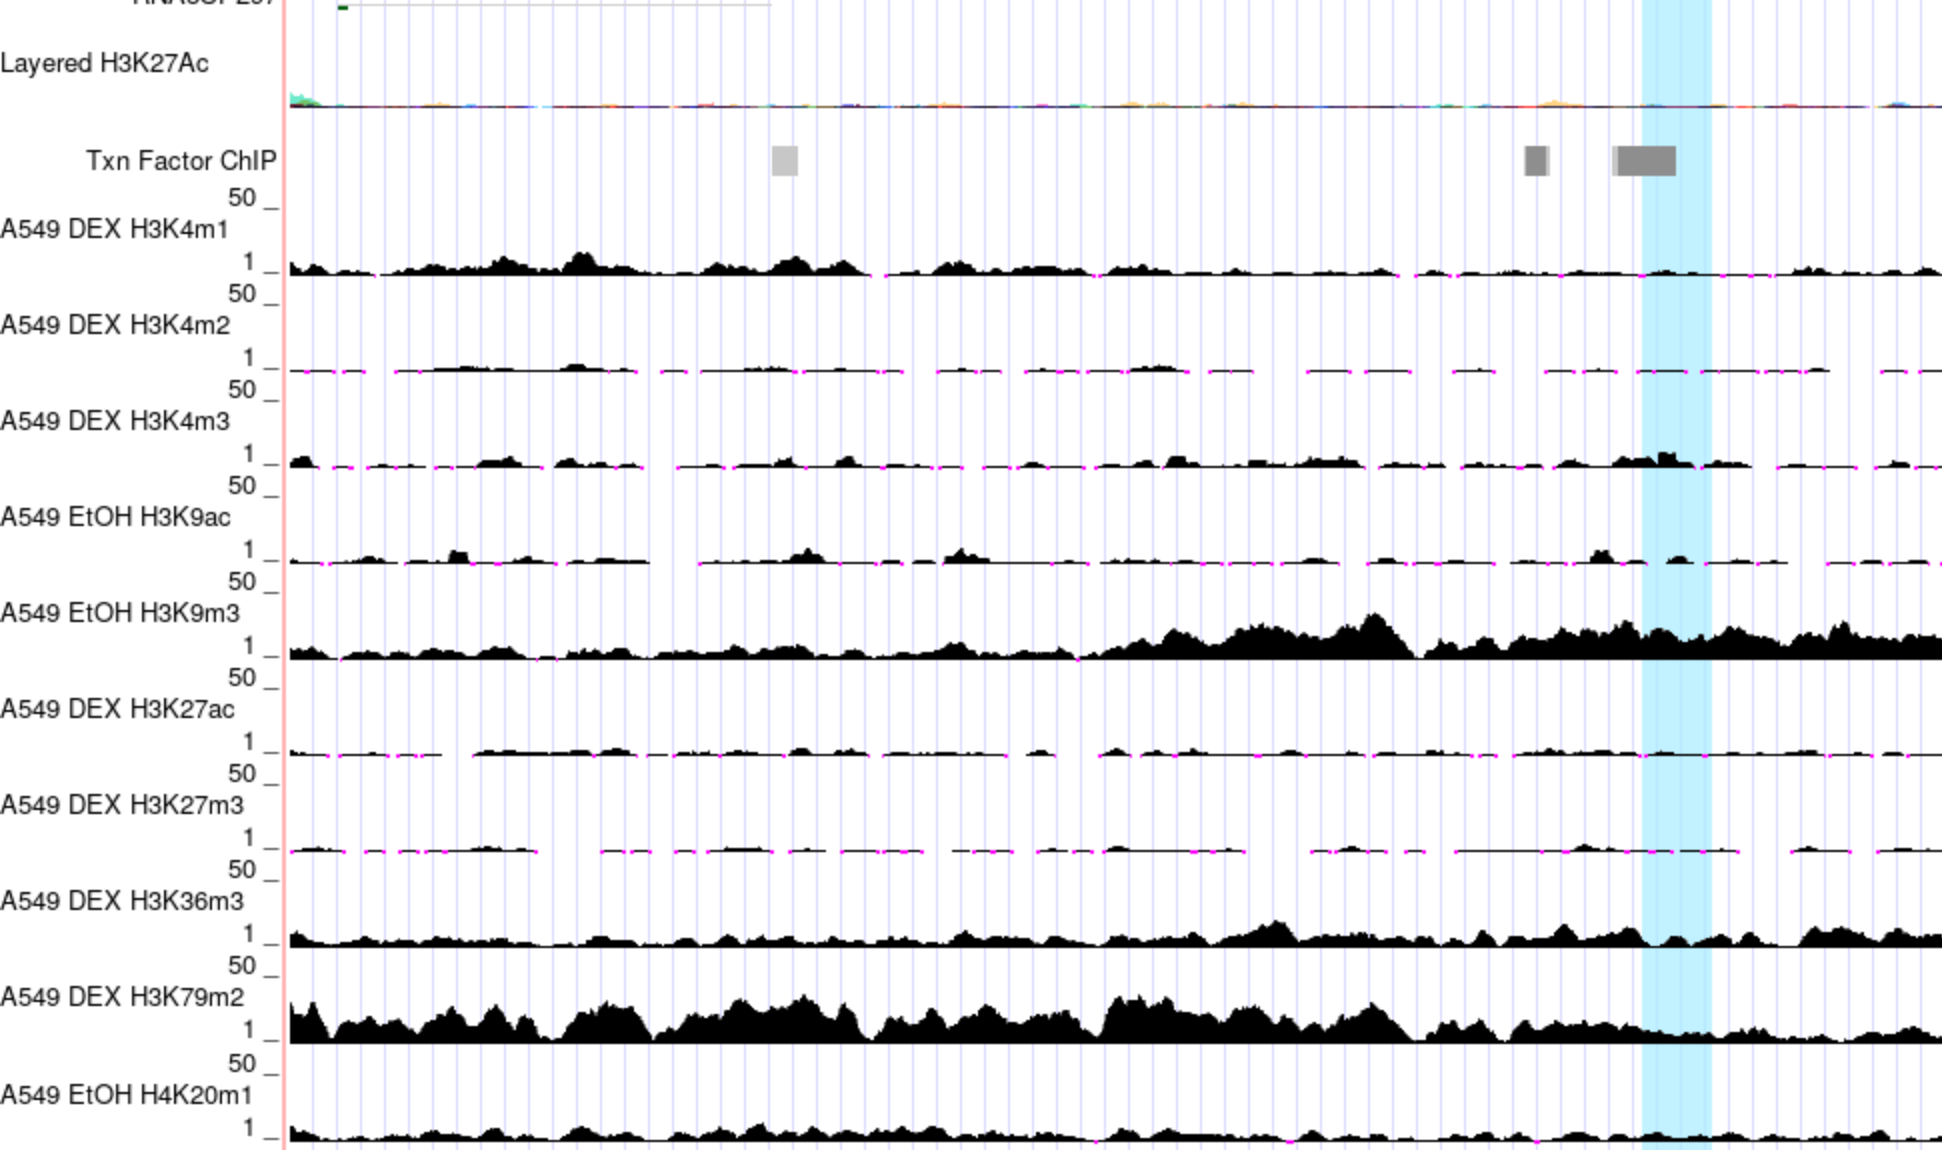 Layered H3K27Ac
Txn Factor ChIP
50 _
A549 DEX H3K4m1
1 _
50 _
A549 DEX H3K4m2
1 _
50 _
A549 DEX H3K4m3
1 _
50 _
A549 EtOH H3K9ac
1 _
50 _
A549 EtOH H3K9m3
1 _
50 _
A549 DEX H3K27ac
1 _
50 _
A549 DEX H3K27m3
1 _
50 _
A549 DEX H3K36m3
1 _
50 _
A549 DEX H3K79m2
1 _
50 _
A549 EtOH H4K20m1
1 _